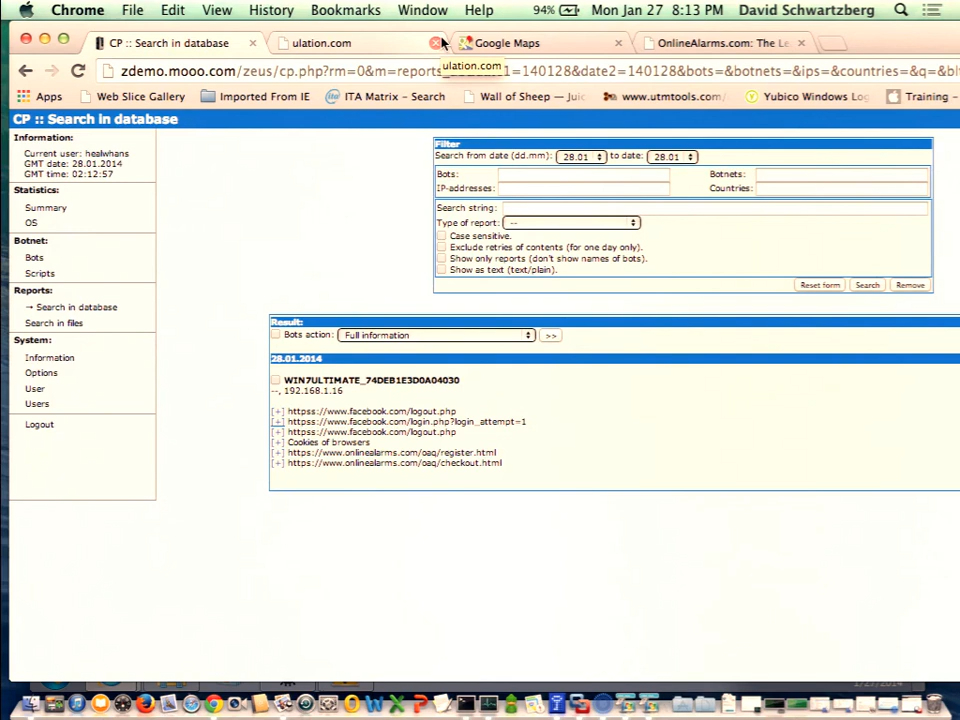 Chrome File Edit View History Bookmarks Window Help 94% Mon Jan 27 8:13 PM David Schwartzberg
CP :: Search in database ulation.com Google Maps OnlineAlarms.com: The Le
ulation.com
zdemo.mooo.com/zeus/cp.php?rm=0&m=reports_ 1=140128&date2=140128&bots=&botnets=&ips=&countries=&q=&bl
Apps Web Slice Gallery Imported From IE ITA Matrix - Search Wall of Sheep — Juic www.utmtools.com/ Yubico Windows Log Training -
CP :: Search in database
Information:
Current user: healwhans
GMT date: 28.01.2014
GMT time: 02:12:57
Statistics:
Summary
OS
Botnet:
Bots
Scripts
Reports:
→ Search in database
Search in files
System:
Information
Options
User
Users
Logout
Filter
Search from date (dd.mm): 28.01 to date: 28.01
Bots: Botnets:
IP-addresses: Countries:
Search string:
Type of report: --
Case sensitive.
Exclude retries of contents (for one day only).
Show only reports (don't show names of bots).
Show as text (text/plain).
Reset form Search Remove
Result:
Bots action: Full information >>
28.01.2014
WIN7ULTIMATE_74DEB1E3D0A04030
--, 192.168.1.16
[+] httpss://www.facebook.com/logout.php
[+] httpss://www.facebook.com/login.php?login_attempt=1
[+] httpss://www.facebook.com/logout.php
[+] Cookies of browsers
[+] https://www.onlinealarms.com/oaq/register.html
[+] https://www.onlinealarms.com/oaq/checkout.html
1/27/2014